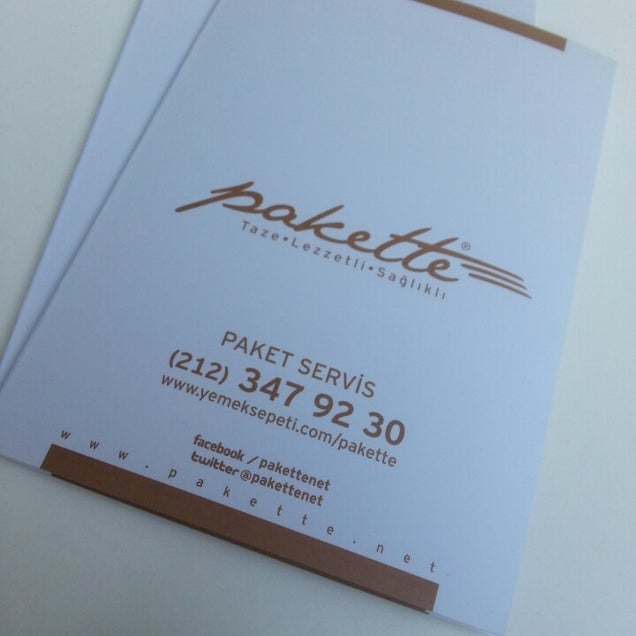 pakette®
Taze•Lezzetli•Sağlıklı
PAKET SERVİS
(212) 347 92 30
www.yemeksepeti.com/pakette
facebook / pakettenet
twitter@pakettenet
www.pakette.net